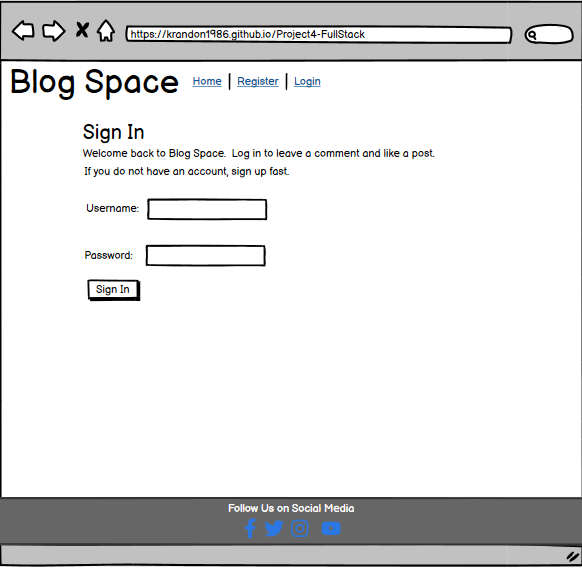 https://krandon1986.github.io/Project4-FullStack
Blog Space Home | Register | Login
Sign In
Welcome back to Blog Space. Log in to leave a comment and like a post.
If you do not have an account, sign up fast.
Username:
Password:
Sign In
Follow Us on Social Media